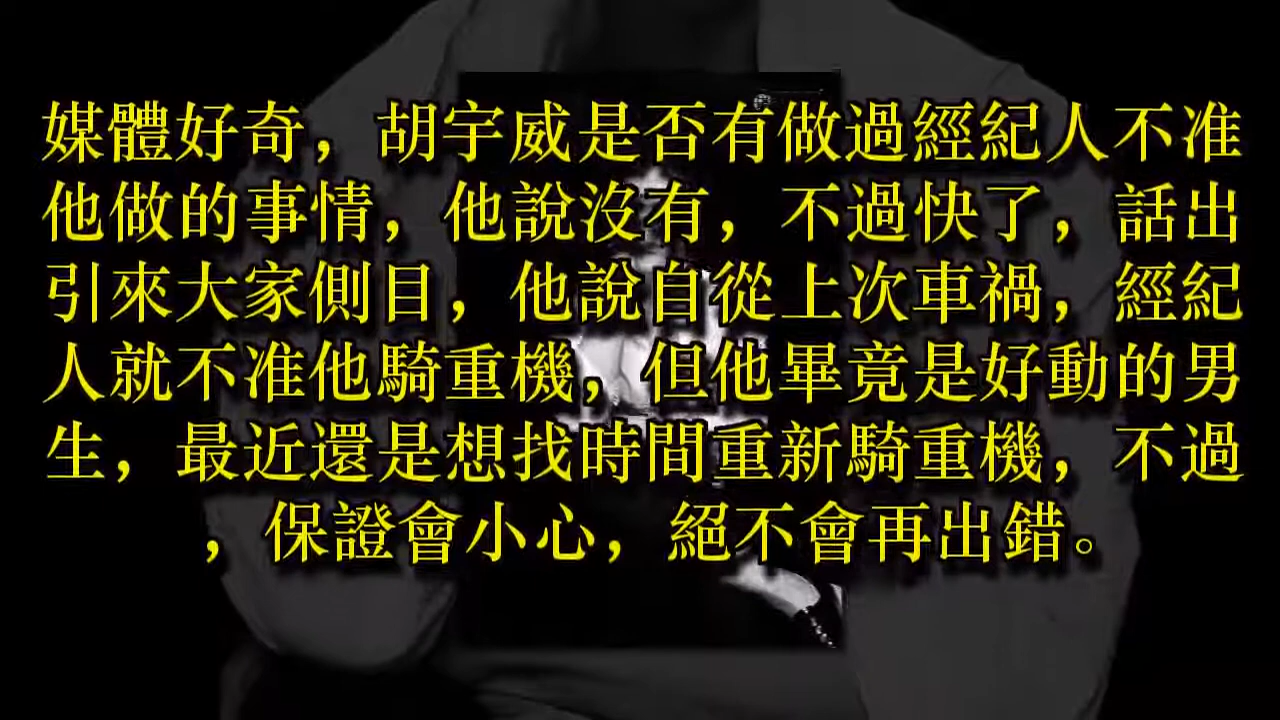 媒體好奇，胡宇威是否有做過經紀人不准
他做的事情，他說沒有，不過快了，話出
引來大家側目，他說自從上次車禍，經紀
人就不准他騎重機，但他畢竟是好動的男
生，最近還是想找時間重新騎重機，不過
，保證會小心，絕不會再出錯。